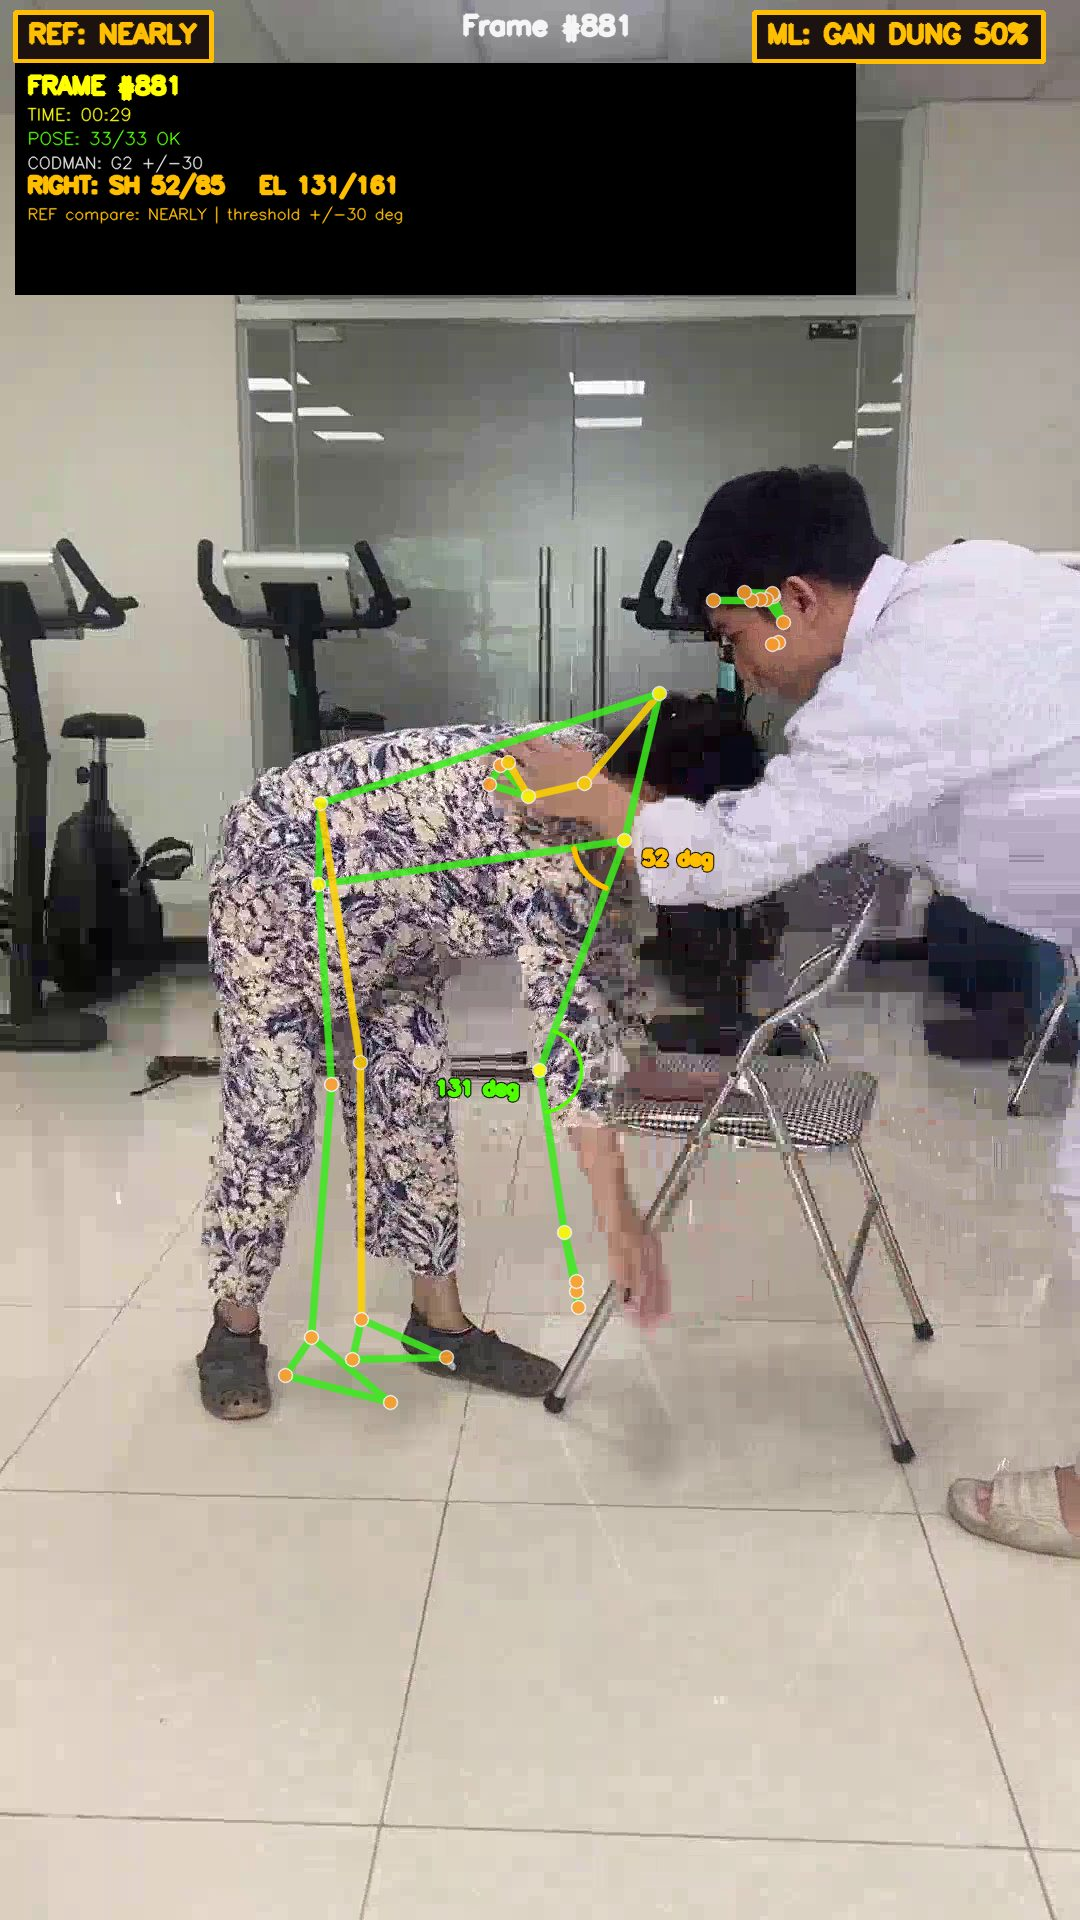 REF: NEARLY
Frame #881
ML: GAN DUNG 50%
FRAME #881
TIME: 00:29
POSE: 33/33 OK
CODMAN: G2 +/-30
RIGHT: SH 52/85 EL 131/161
REF compare: NEARLY | threshold +/-30 deg
52 deg
131 deg